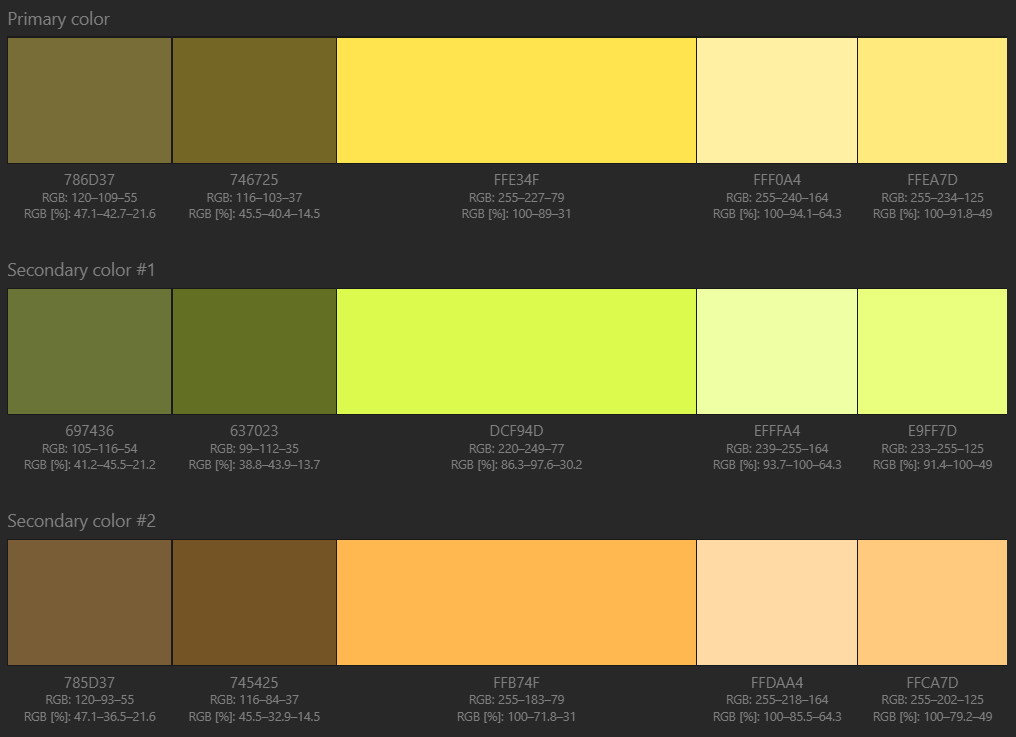 Primary color
786D37 746725 FFE34F FFF0A4 FFEA7D
RGB: 120–109–55 RGB: 116–103–37 RGB: 255–227–79 RGB: 255–240–164 RGB: 255–234–125
RGB [%]: 47.1–42.7–21.6 RGB [%]: 45.5–40.4–14.5 RGB [%]: 100–89–31 RGB [%]: 100–94.1–64.3 RGB [%]: 100–91.8–49
Secondary color #1
697436 637023 DCF94D EFFFA4 E9FF7D
RGB: 105–116–54 RGB: 99–112–35 RGB: 220–249–77 RGB: 239–255–164 RGB: 233–255–125
RGB [%]: 41.2–45.5–21.2 RGB [%]: 38.8–43.9–13.7 RGB [%]: 86.3–97.6–30.2 RGB [%]: 93.7–100–64.3 RGB [%]: 91.4–100–49
Secondary color #2
785D37 745425 FFB74F FFDAA4 FFCA7D
RGB: 120–93–55 RGB: 116–84–37 RGB: 255–183–79 RGB: 255–218–164 RGB: 255–202–125
RGB [%]: 47.1–36.5–21.6 RGB [%]: 45.5–32.9–14.5 RGB [%]: 100–71.8–31 RGB [%]: 100–85.5–64.3 RGB [%]: 100–79.2–49